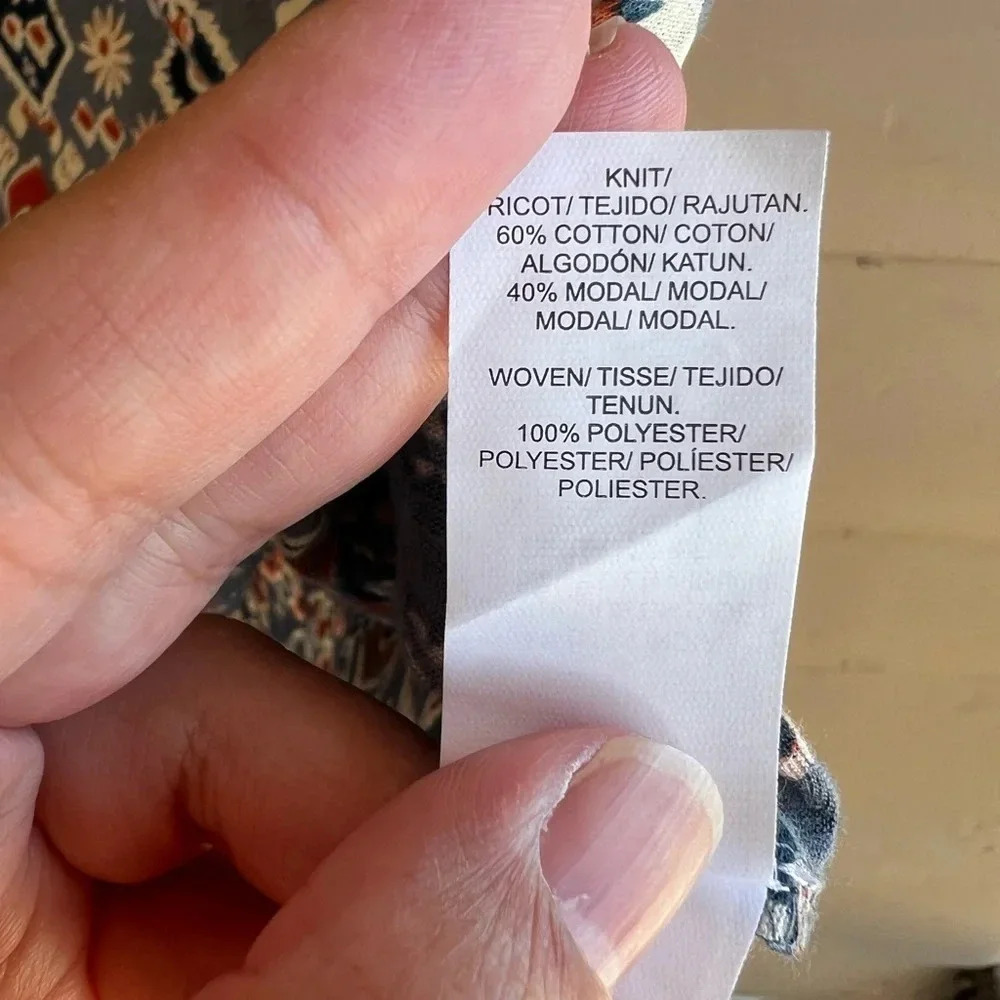 KNIT/
RICOT/ TEJIDO/ RAJUTAN.
60% COTTON/ COTON/
ALGODÓN/ KATUN.
40% MODAL/ MODAL/
MODAL/ MODAL.
WOVEN/ TISSE/ TEJIDO/
TENUN.
100% POLYESTER/
POLYESTER/ POLÍESTER/
POLIESTER.